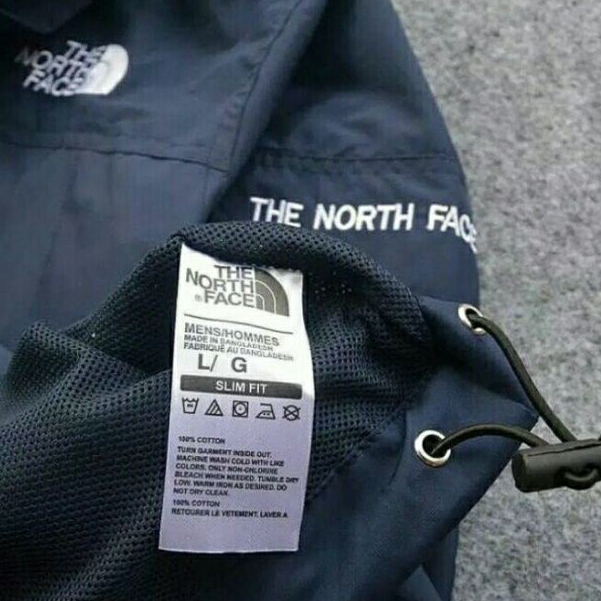 THE
NORTH
FACE
THE NORTH FACE
THE
NORTH
®FACE
MENS/HOMMES
MADE IN BANGLADESH
FABRIQUÉ AU BANGLADESH
L/ G
SLIM FIT
100% COTTON
TURN GARMENT INSIDE OUT.
MACHINE WASH COLD WITH LIKE
COLORS. ONLY NON-CHLORINE
BLEACH WHEN NEEDED. TUMBLE DRY
LOW. WARM IRON AS DESIRED. DO
NOT DRY CLEAN.
100% COTTON
RETOURER LE VETEMENT. LAVER A